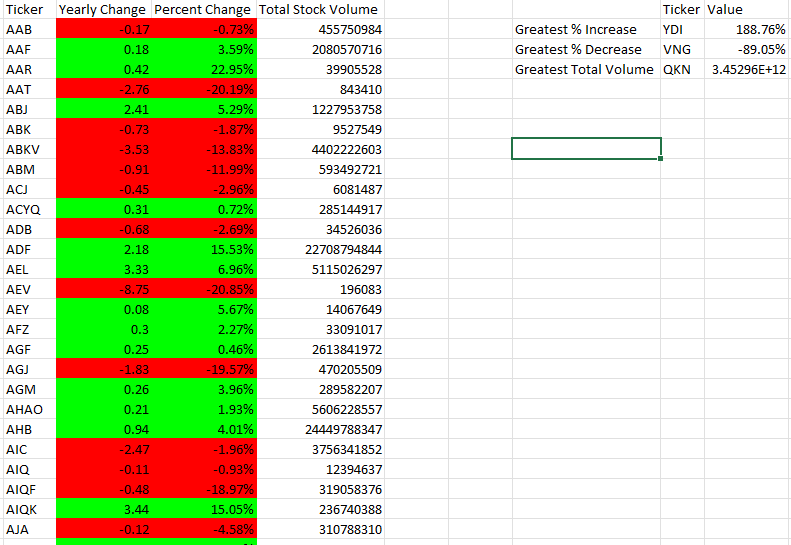 Ticker Yearly Change Percent Change Total Stock Volume Ticker Value
AAB -0.17 -0.73% 455750984 Greatest % Increase YDI 188.76%
AAF 0.18 3.59% 2080570716 Greatest % Decrease VNG -89.05%
AAR 0.42 22.95% 39905528 Greatest Total Volume QKN 3.45296E+12
AAT -2.76 -20.19% 843410
ABJ 2.41 5.29% 1227953758
ABK -0.73 -1.87% 9527549
ABKV -3.53 -13.83% 4402222603
ABM -0.91 -11.99% 593492721
ACJ -0.45 -2.96% 6081487
ACYQ 0.31 0.72% 285144917
ADB -0.68 -2.69% 34526036
ADF 2.18 15.53% 22708794844
AEL 3.33 6.96% 5115026297
AEV -8.75 -20.85% 196083
AEY 0.08 5.67% 14067649
AFZ 0.3 2.27% 33091017
AGF 0.25 0.46% 2613841972
AGJ -1.83 -19.57% 470205509
AGM 0.26 3.96% 289582207
AHAO 0.21 1.93% 5606228557
AHB 0.94 4.01% 24449788347
AIC -2.47 -1.96% 3756341852
AIQ -0.11 -0.93% 12394637
AIQF -0.48 -18.97% 319058376
AIQK 3.44 15.05% 236740388
AJA -0.12 -4.58% 310788310